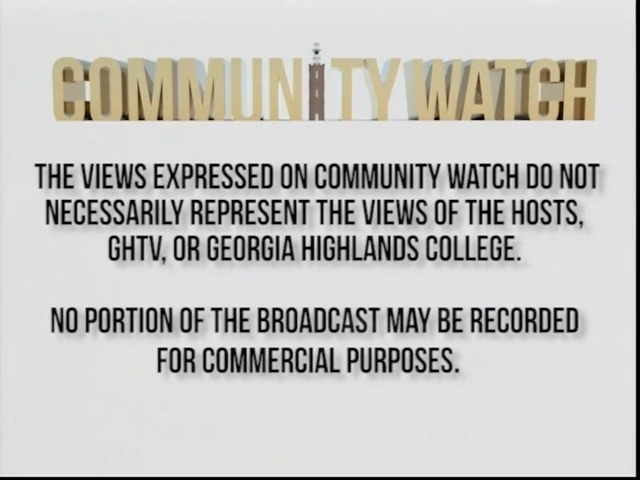 COMMUNITY WATCH
THE VIEWS EXPRESSED ON COMMUNITY WATCH DO NOT
NECESSARILY REPRESENT THE VIEWS OF THE HOSTS,
GHTV, OR GEORGIA HIGHLANDS COLLEGE.
NO PORTION OF THE BROADCAST MAY BE RECORDED
FOR COMMERCIAL PURPOSES.